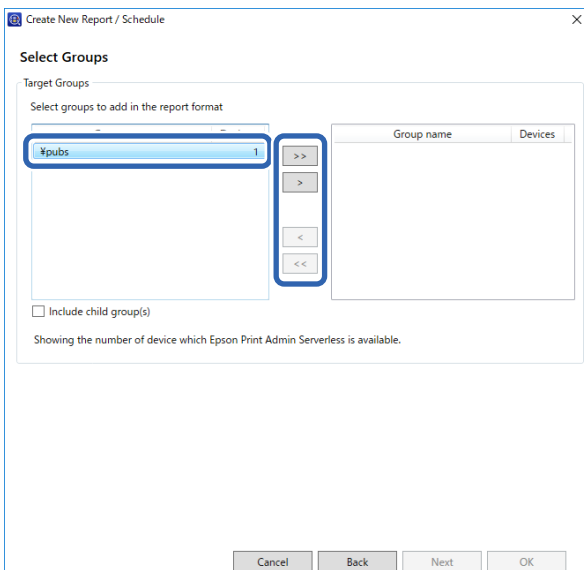 Create New Report / Schedule
Select Groups
Target Groups
Select groups to add in the report format
Group name Devices
¥pubs 1
>>
>
<
<<
Include child group(s)
Showing the number of device which Epson Print Admin Serverless is available.
Cancel Back Next OK